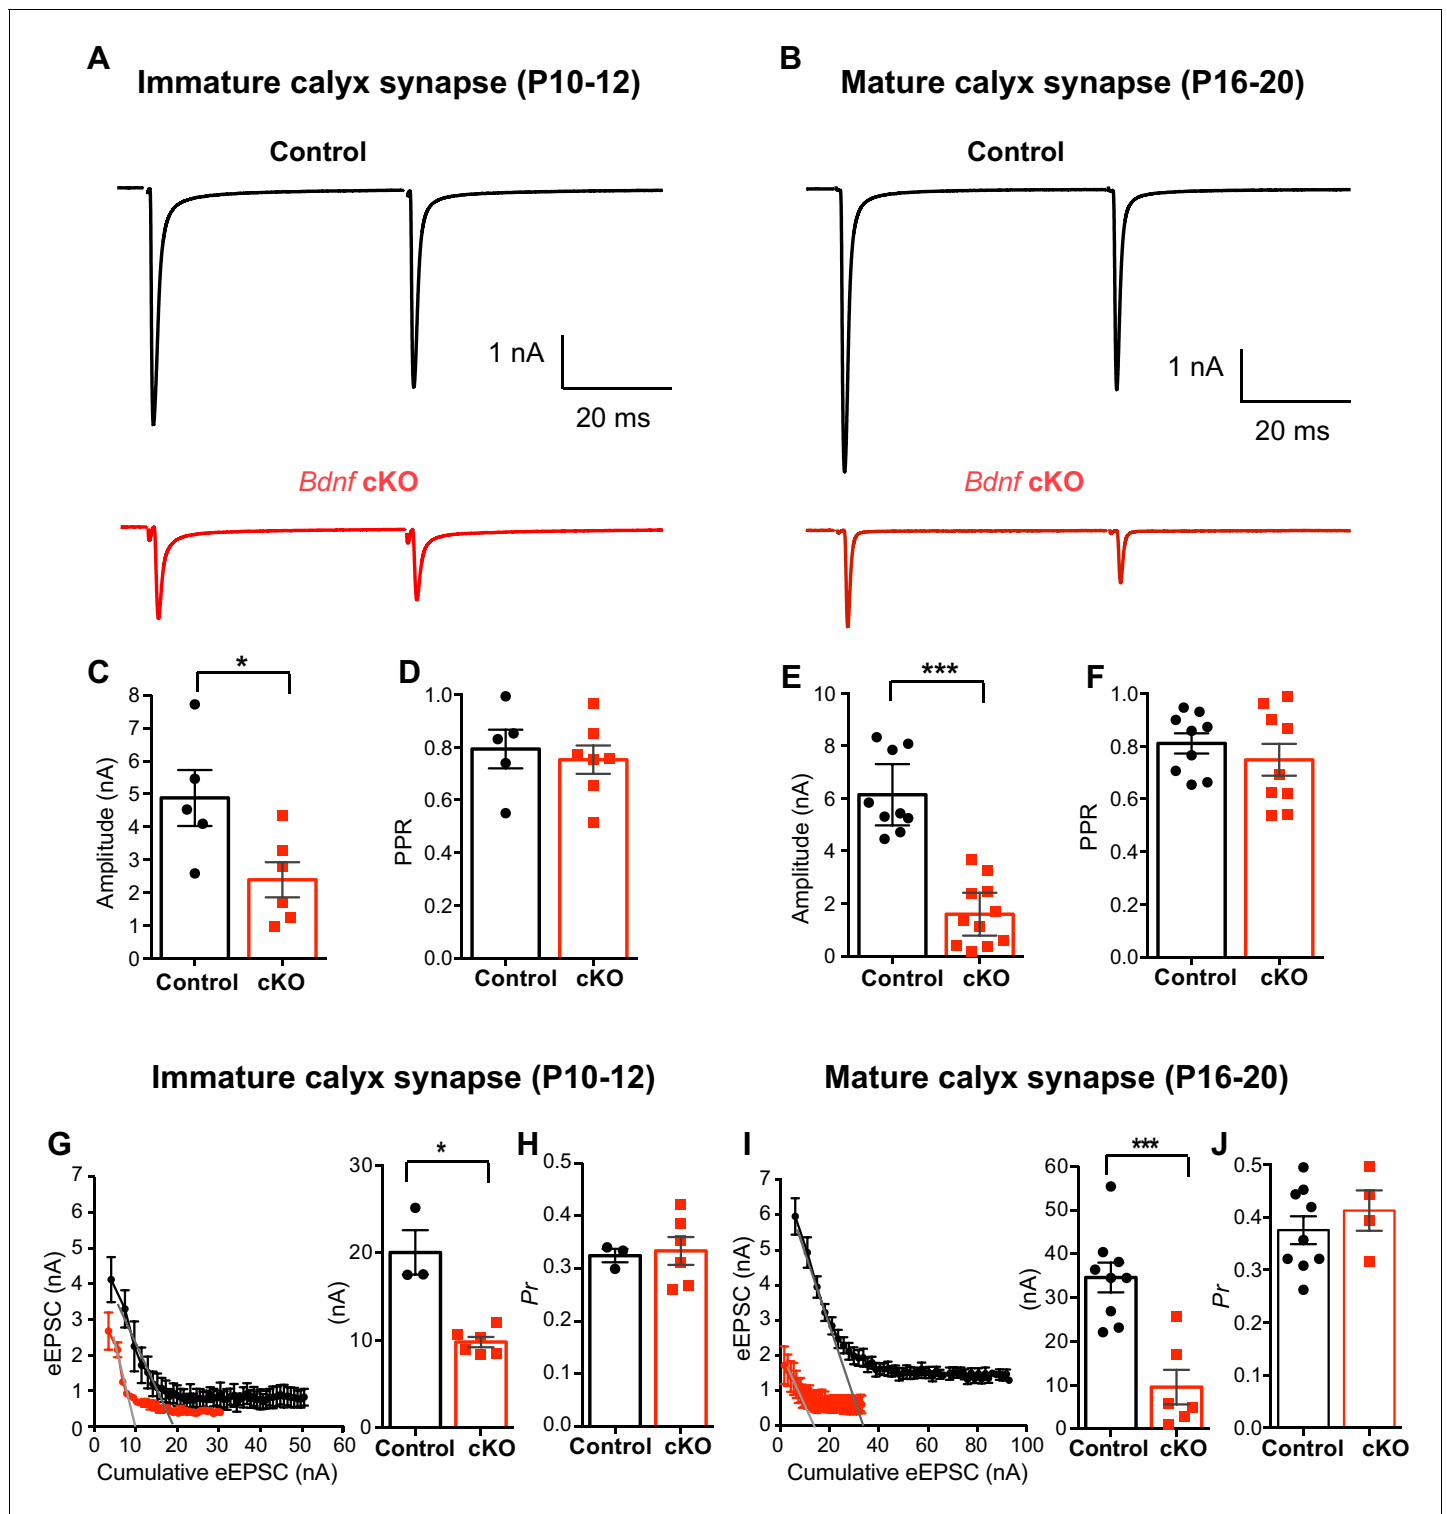 A
Immature calyx synapse (P10-12)
Control
1 nA
20 ms
Bdnf cKO
B
Mature calyx synapse (P16-20)
Control
1 nA
20 ms
Bdnf cKO
C
*
Amplitude (nA)
8
7
6
5
4
3
2
1
0
Control cKO
D
PPR
1.0
0.8
0.6
0.4
0.2
0.0
Control cKO
E
***
Amplitude (nA)
10
8
6
4
2
0
Control cKO
F
PPR
1.0
0.8
0.6
0.4
0.2
0.0
Control cKO
Immature calyx synapse (P10-12)
Mature calyx synapse (P16-20)
G
eEPSC (nA)
7
6
5
4
3
2
1
0
0 10 20 30 40 50 60
Cumulative eEPSC (nA)
*
(nA)
30
20
10
0
Control cKO
H
Pr
0.5
0.4
0.3
0.2
0.1
0.0
Control cKO
I
eEPSC (nA)
7
6
5
4
3
2
1
0
0 20 40 60 80 100
Cumulative eEPSC (nA)
***
(nA)
60
50
40
30
20
10
0
Control cKO
J
Pr
0.5
0.4
0.3
0.2
0.1
0.0
Control cKO